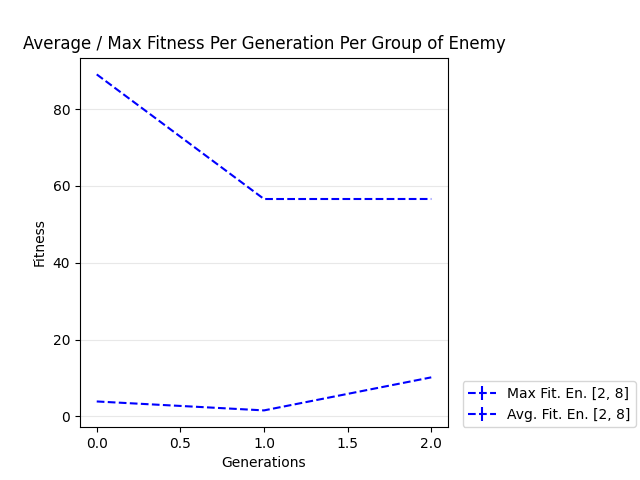 Average / Max Fitness Per Generation Per Group of Enemy
Fitness
80
60
40
20
0
0.0 0.5 1.0 1.5 2.0
Generations
Max Fit. En. [2, 8]
Avg. Fit. En. [2, 8]